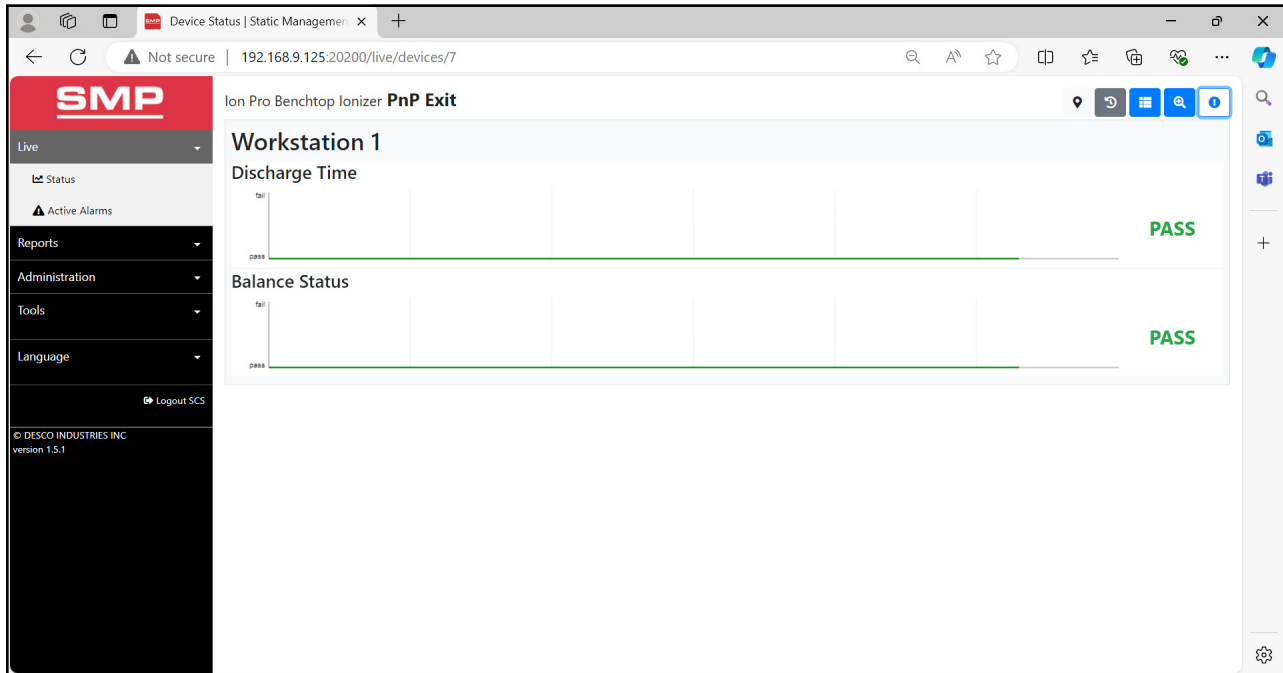 SMP Device Status | Static Managemen
Not secure | 192.168.9.125:20200/live/devices/7
SMP
Ion Pro Benchtop Ionizer PnP Exit
Live
Status
Active Alarms
Reports
Administration
Tools
Language
Logout SCS
© DESCO INDUSTRIES INC
version 1.5.1
Workstation 1
Discharge Time
fail
pass
PASS
Balance Status
fail
pass
PASS